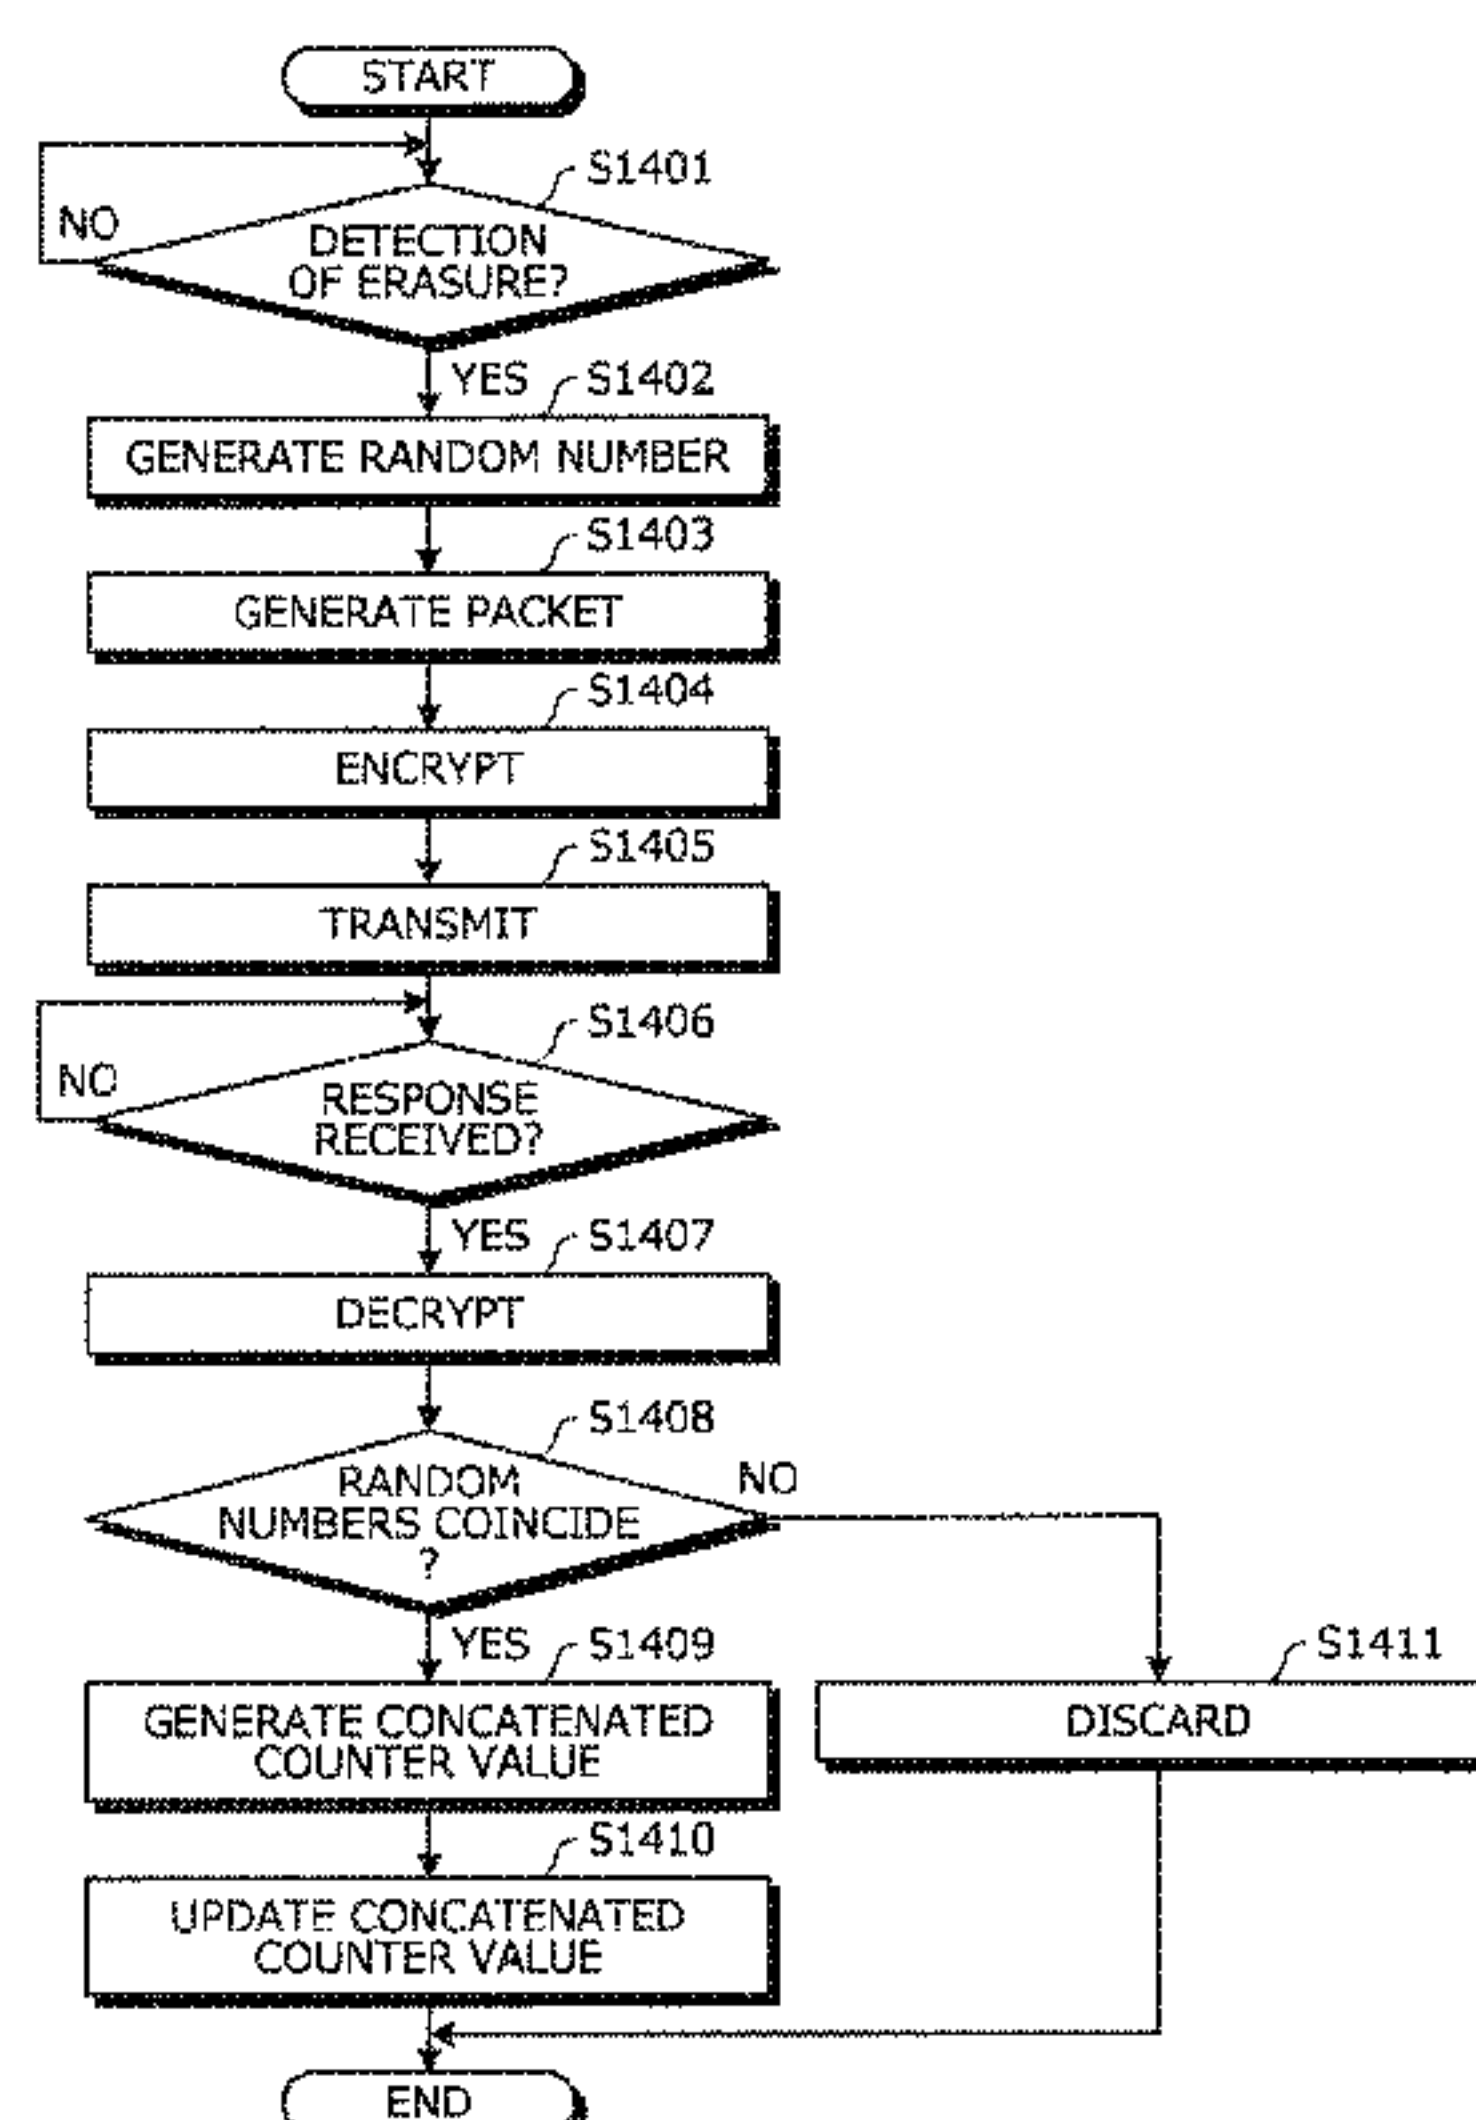 START
S1401
NO
DETECTION
OF ERASURE?
YES
S1402
GENERATE RANDOM NUMBER
S1403
GENERATE PACKET
S1404
ENCRYPT
S1405
TRANSMIT
S1406
NO
RESPONSE
RECEIVED?
YES
S1407
DECRYPT
S1408
RANDOM
NUMBERS COINCIDE
?
NO
YES
S1409
GENERATE CONCATENATED
COUNTER VALUE
S1411
DISCARD
S1410
UPDATE CONCATENATED
COUNTER VALUE
END